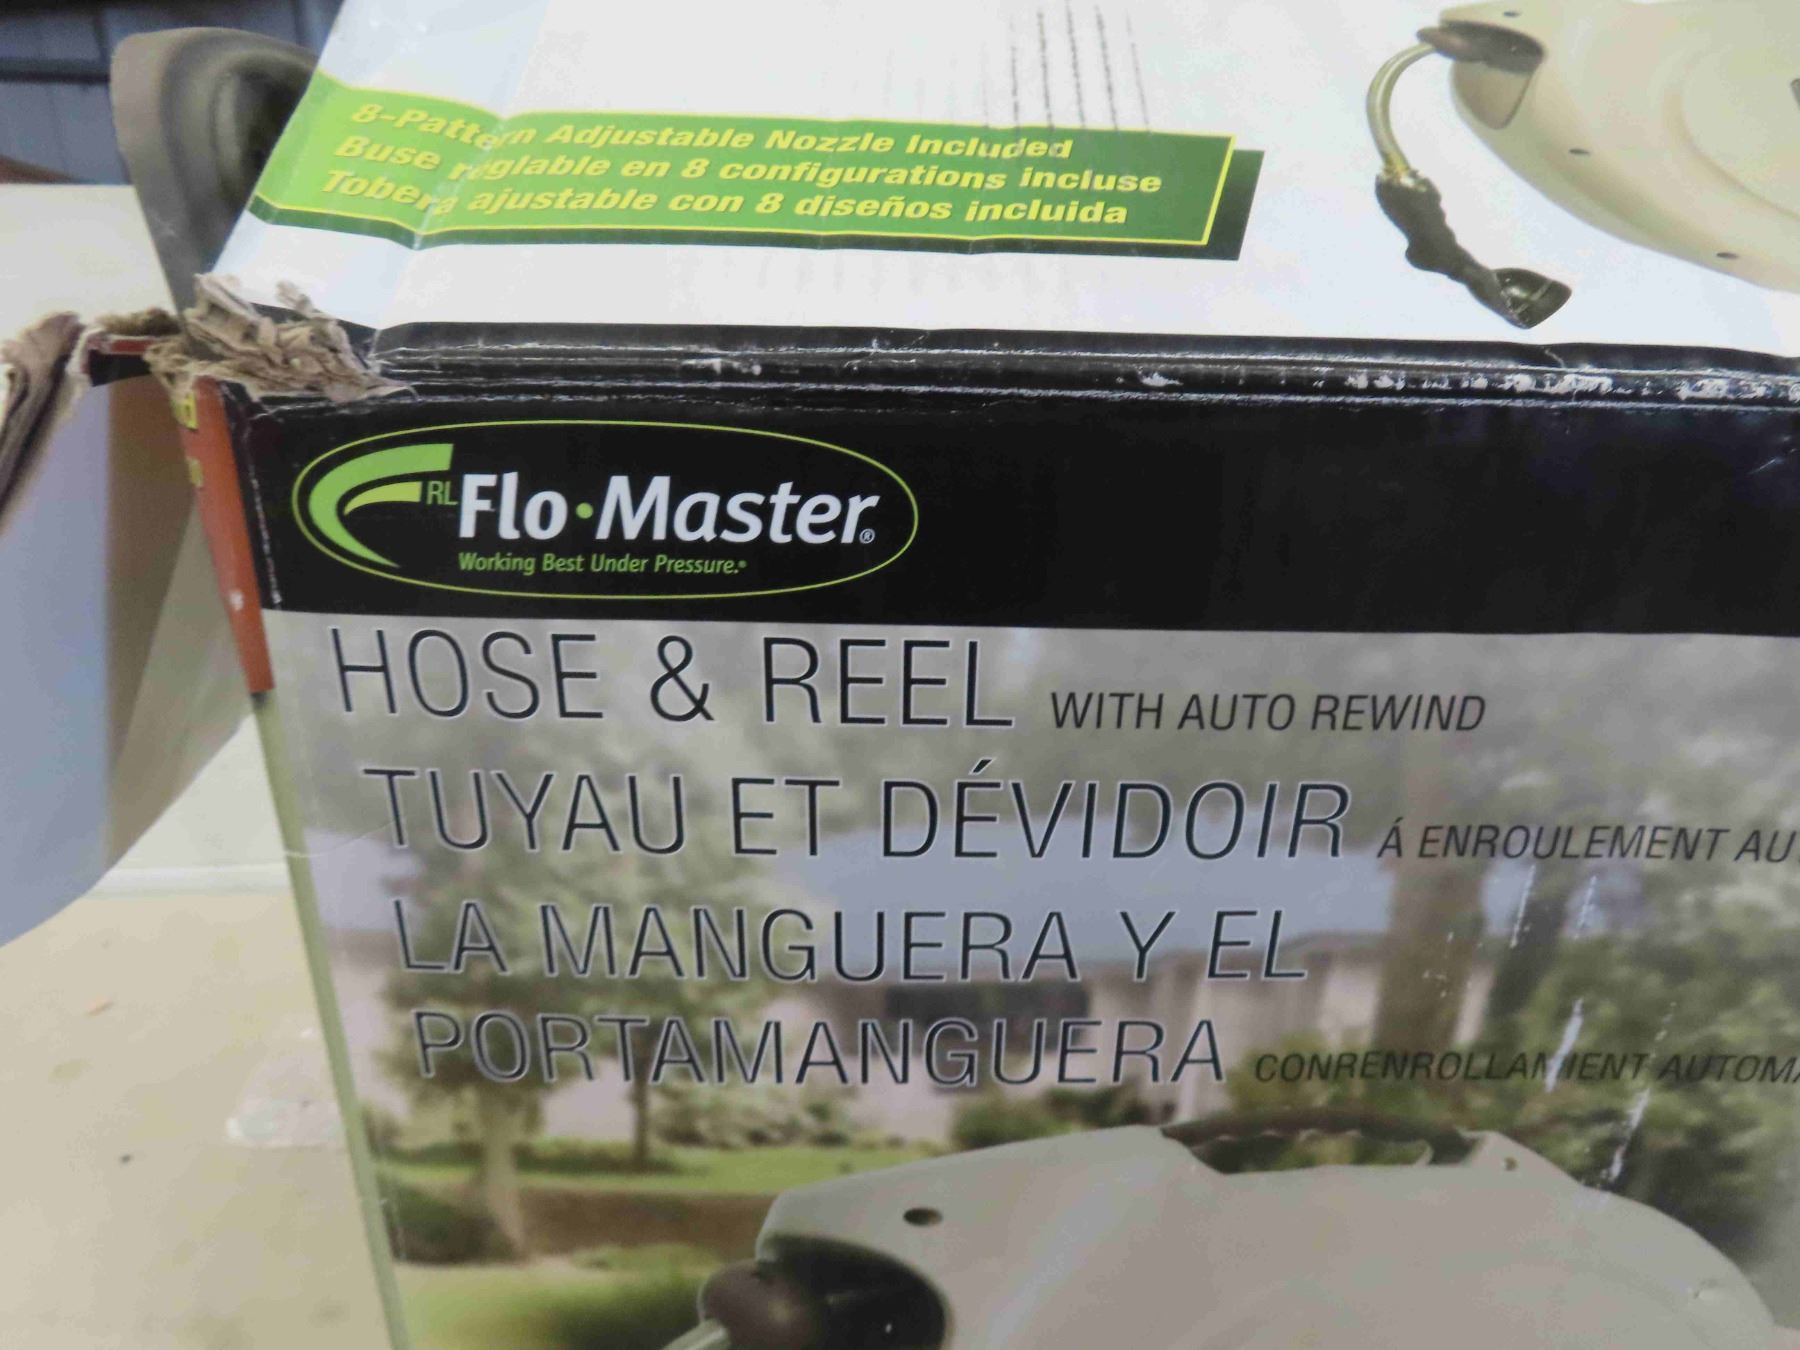 8-Pattern Adjustable Nozzle Included
Buse réglable en 8 configurations incluse
Tobera ajustable con 8 diseños incluida
RL Flo·Master®
Working Best Under Pressure.®
HOSE & REEL WITH AUTO REWIND
TUYAU ET DÉVIDOIR Á ENROULEMENT AU
LA MANGUERA Y EL
PORTAMANGUERA CONRENROLLAMIENT AUTOMA